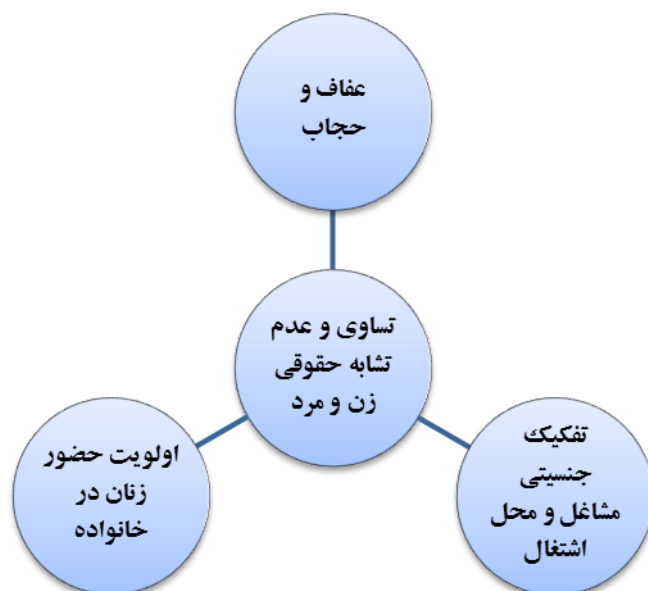 عفاف و
حجاب
تساوی و عدم
تشابه حقوقی
زن و مرد
تفکیک
جنسیتی
مشاغل و محل
اشتغال
اولویت حضور
زنان در
خانواده